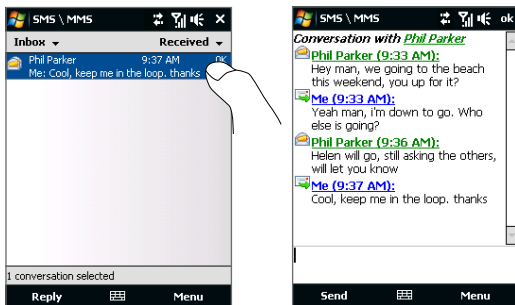 SMS \ MMS
Inbox
Received
Phil Parker 9:37 AM 0K
Me: Cool, keep me in the loop. thanks
1 conversation selected
Reply
Menu
SMS \ MMS
ok
Conversation with Phil Parker
Phil Parker (9:33 AM):
Hey man, we going to the beach
this weekend, you up for it?
Me (9:33 AM):
Yeah man, i'm down to go. Who
else is going?
Phil Parker (9:36 AM):
Helen will go, still asking the others,
will let you know
Me (9:37 AM):
Cool, keep me in the loop. thanks
Send
Menu